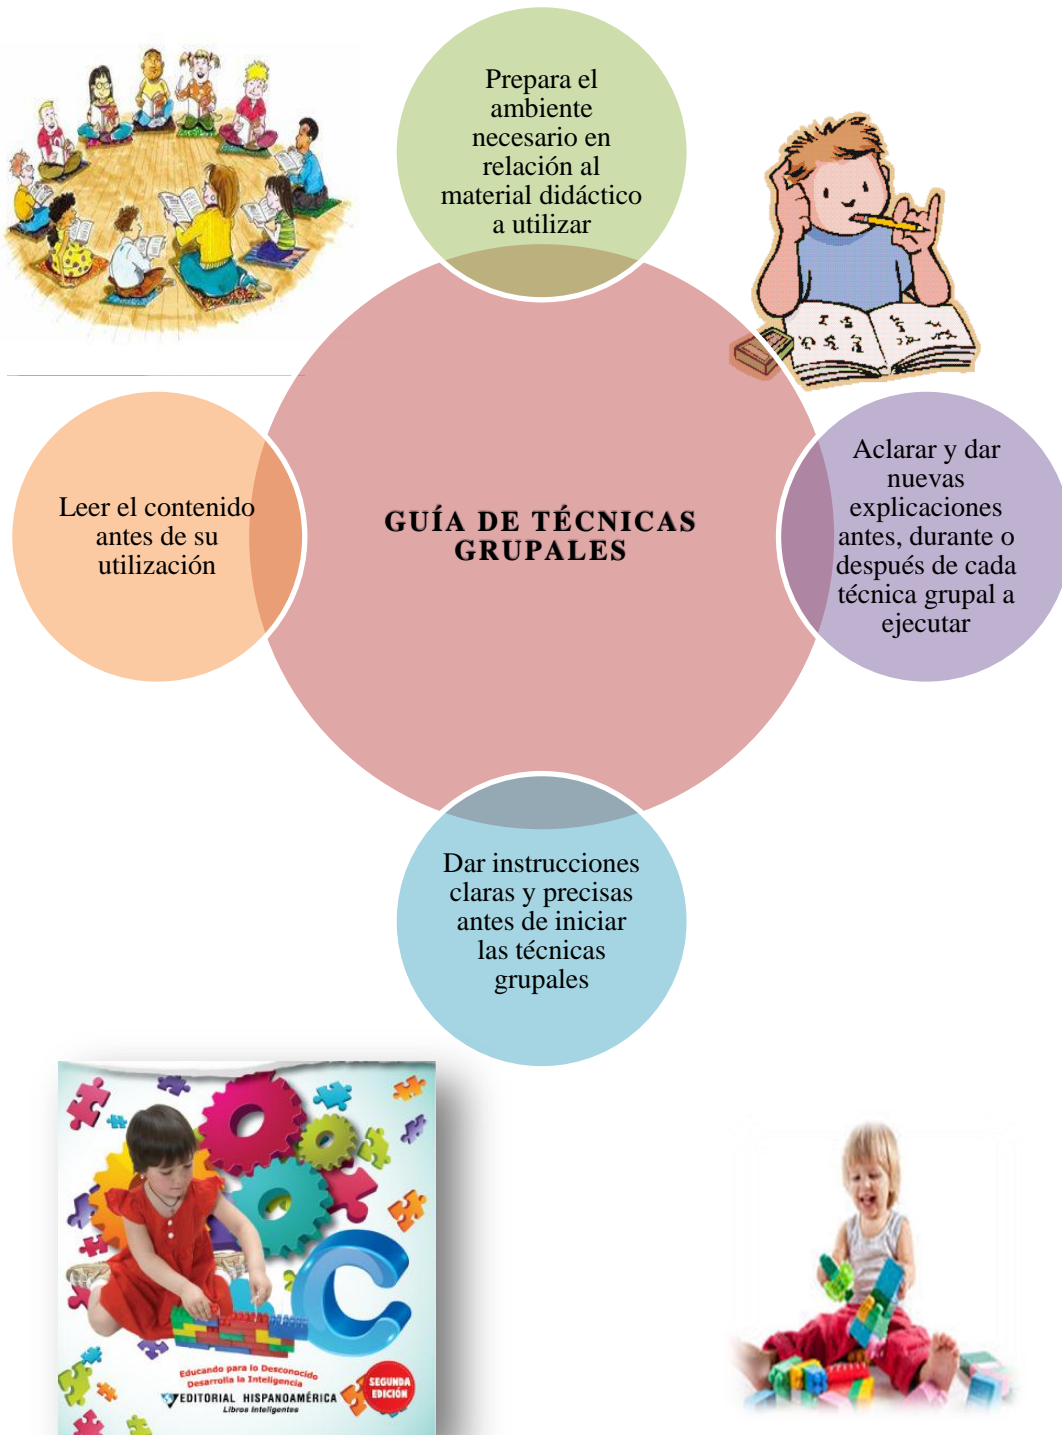 Prepara el
ambiente
necesario en
relación al
material didáctico
a utilizar
Leer el contenido
antes de su
utilización
GUÍA DE TÉCNICAS
GRUPALES
Aclarar y dar
nuevas
explicaciones
antes, durante o
después de cada
técnica grupal a
ejecutar
Dar instrucciones
claras y precisas
antes de iniciar
las técnicas
grupales
C
Educando para lo Desconocido
Desarrolla la Inteligencia
EDITORIAL HISPANOAMÉRICA
Libros Inteligentes
SEGUNDA
EDICIÓN